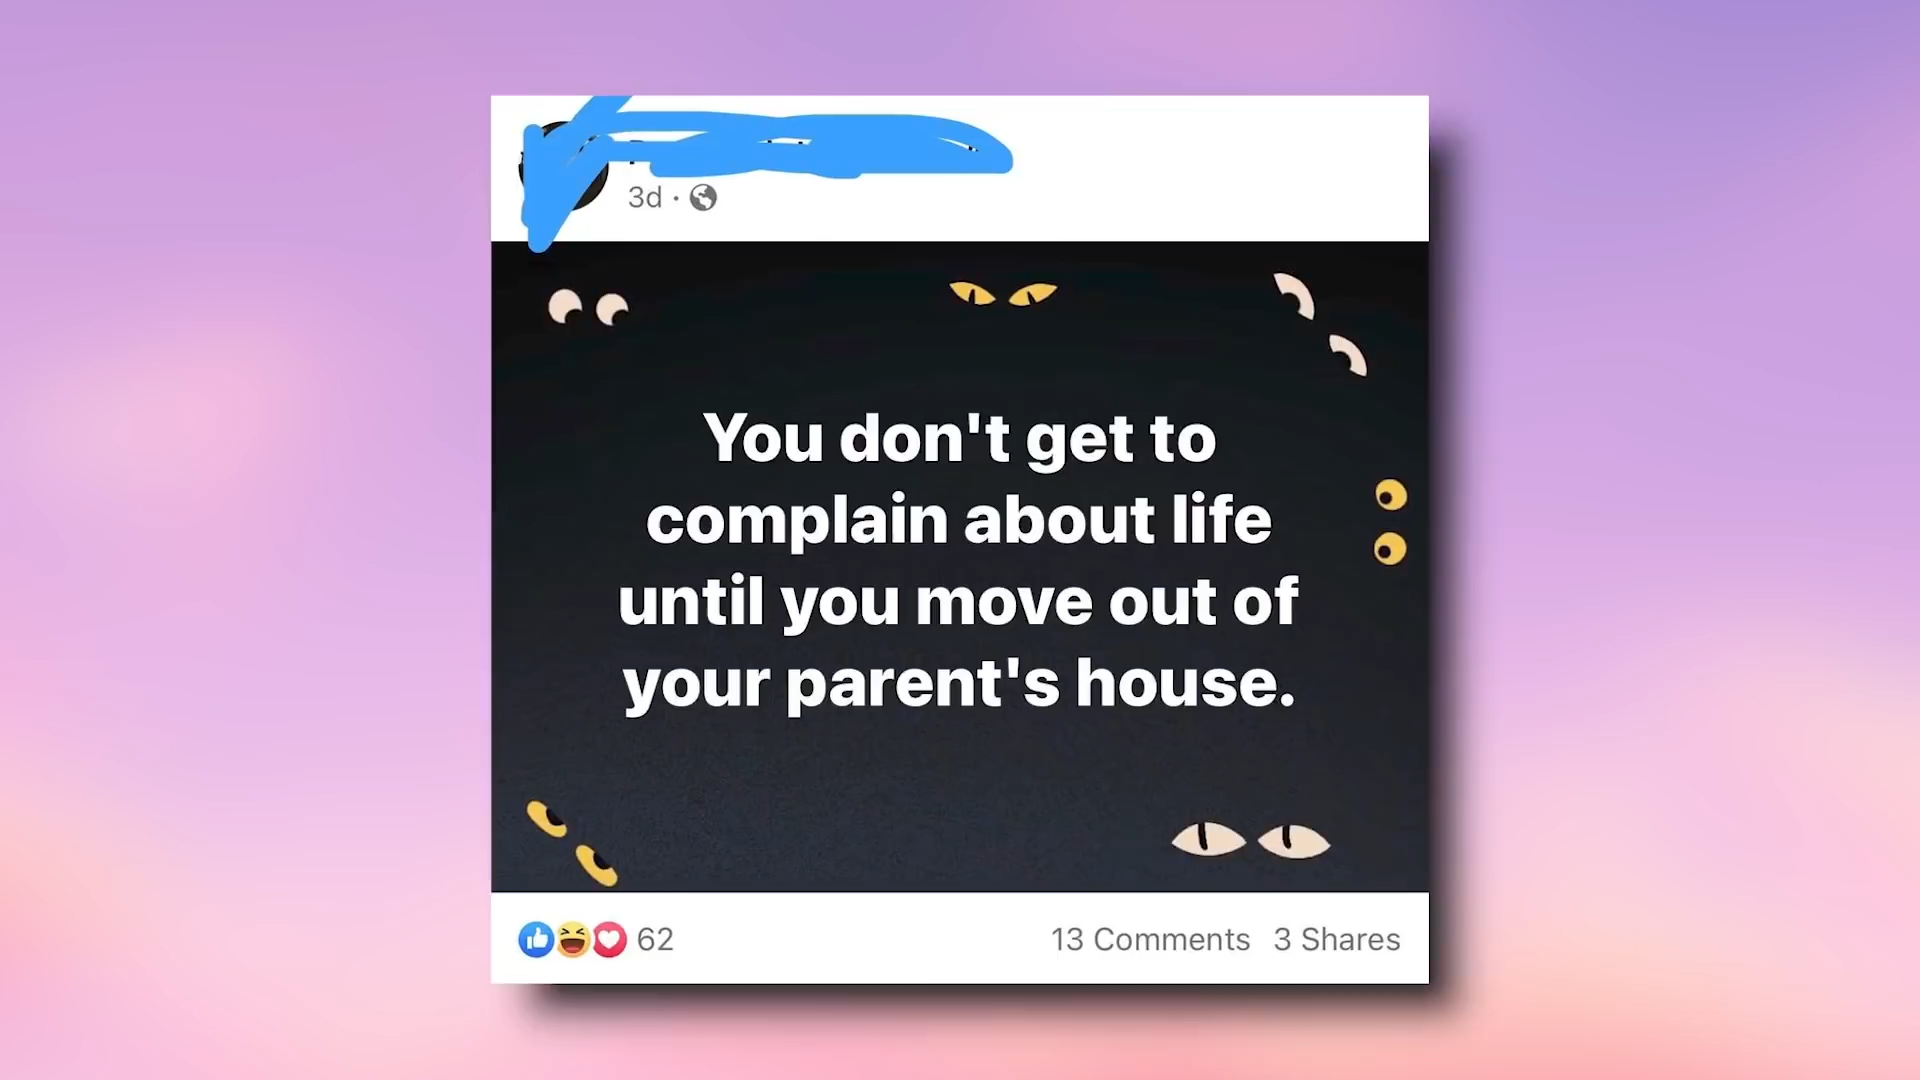 3d ·
You don't get to
complain about life
until you move out of
your parent's house.
62 13 Comments 3 Shares